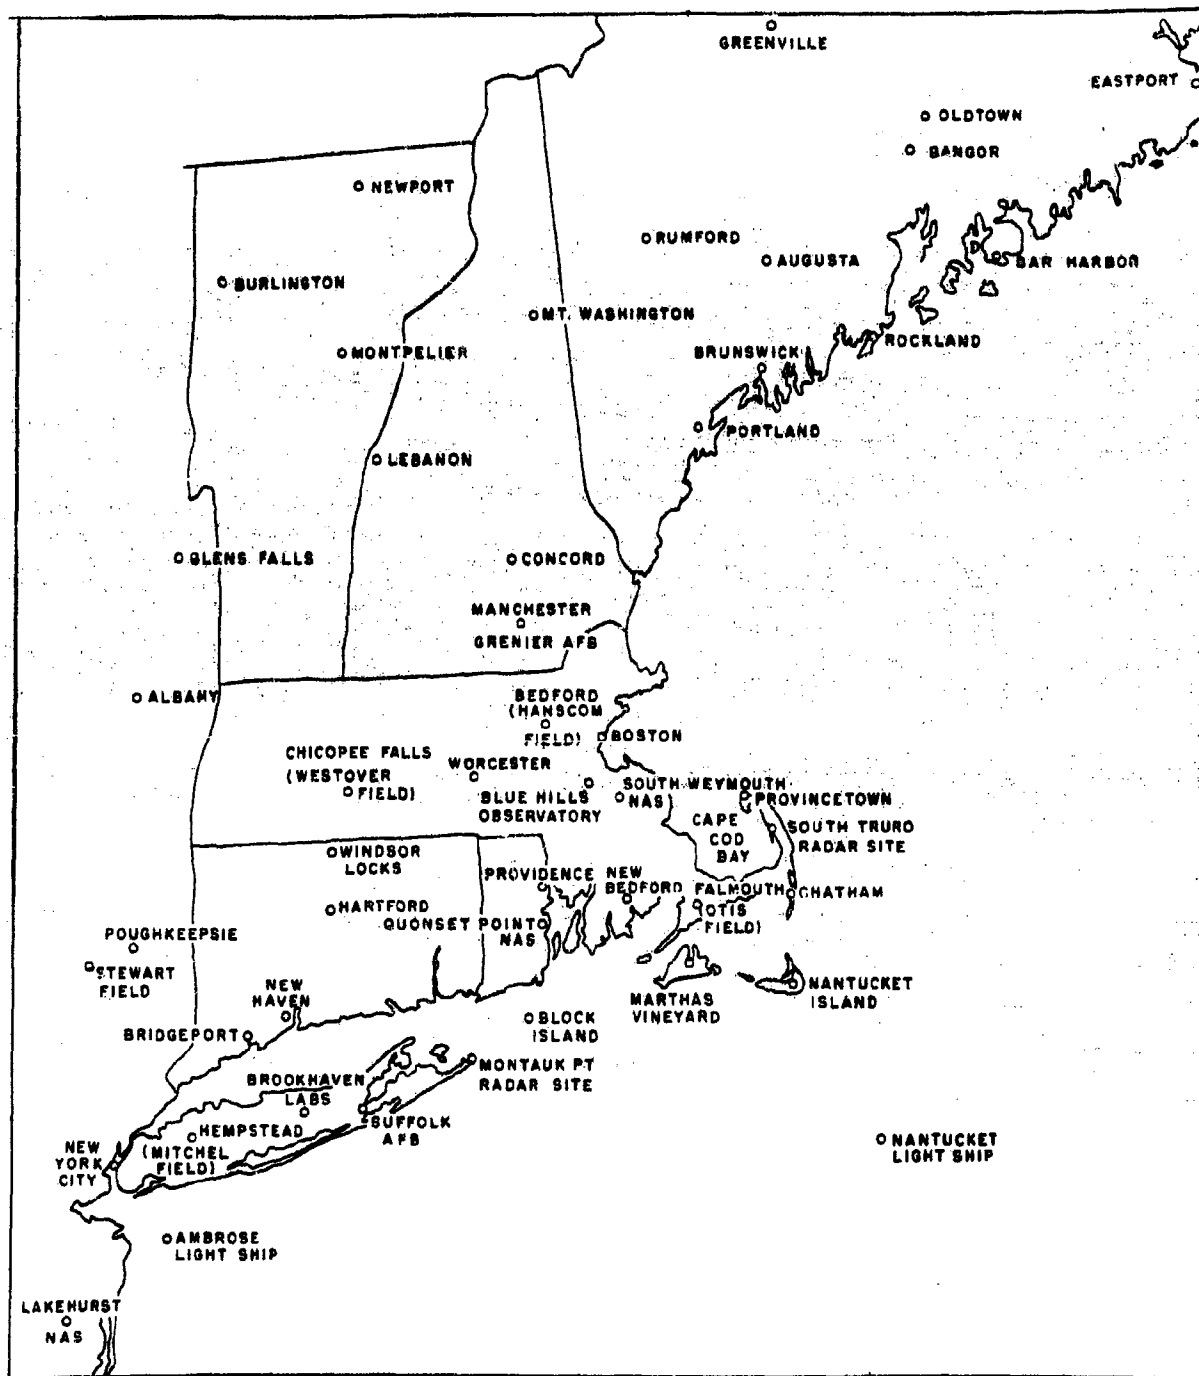 GREENVILLE
EASTPORT
OLDTOWN
BANGOR
NEWPORT
RUMFORD
AUGUSTA
BAR HARBOR
BURLINGTON
MT. WASHINGTON
ROCKLAND
MONTPELIER
BRUNSWICK
PORTLAND
LEBANON
GLENS FALLS
CONCORD
MANCHESTER
GRENIER AFB
ALBANY
BEDFORD
(HANSCOM
FIELD)
BOSTON
CHICOPEE FALLS
(WESTOVER
FIELD)
WORCESTER
BLUE HILLS
OBSERVATORY
SOUTH WEYMOUTH
NAS
PROVINCETOWN
CAPE
COD
BAY
SOUTH TRURO
RADAR SITE
WINDSOR
LOCKS
PROVIDENCE
NEW
BEDFORD
FALMOUTH
(OTIS
FIELD)
CHATHAM
HARTFORD
QUONSET POINT
NAS
POUGHKEEPSIE
STEWART
FIELD
NEW
HAVEN
MARTHAS
VINEYARD
NANTUCKET
ISLAND
BRIDGEPORT
BLOCK
ISLAND
MONTAUK PT
RADAR SITE
BROOKHAVEN
LABS
SUFFOLK
AFB
HEMPSTEAD
(MITCHEL
FIELD)
NEW
YORK
CITY
NANTUCKET
LIGHT SHIP
AMBROSE
LIGHT SHIP
LAKEHURST
NAS